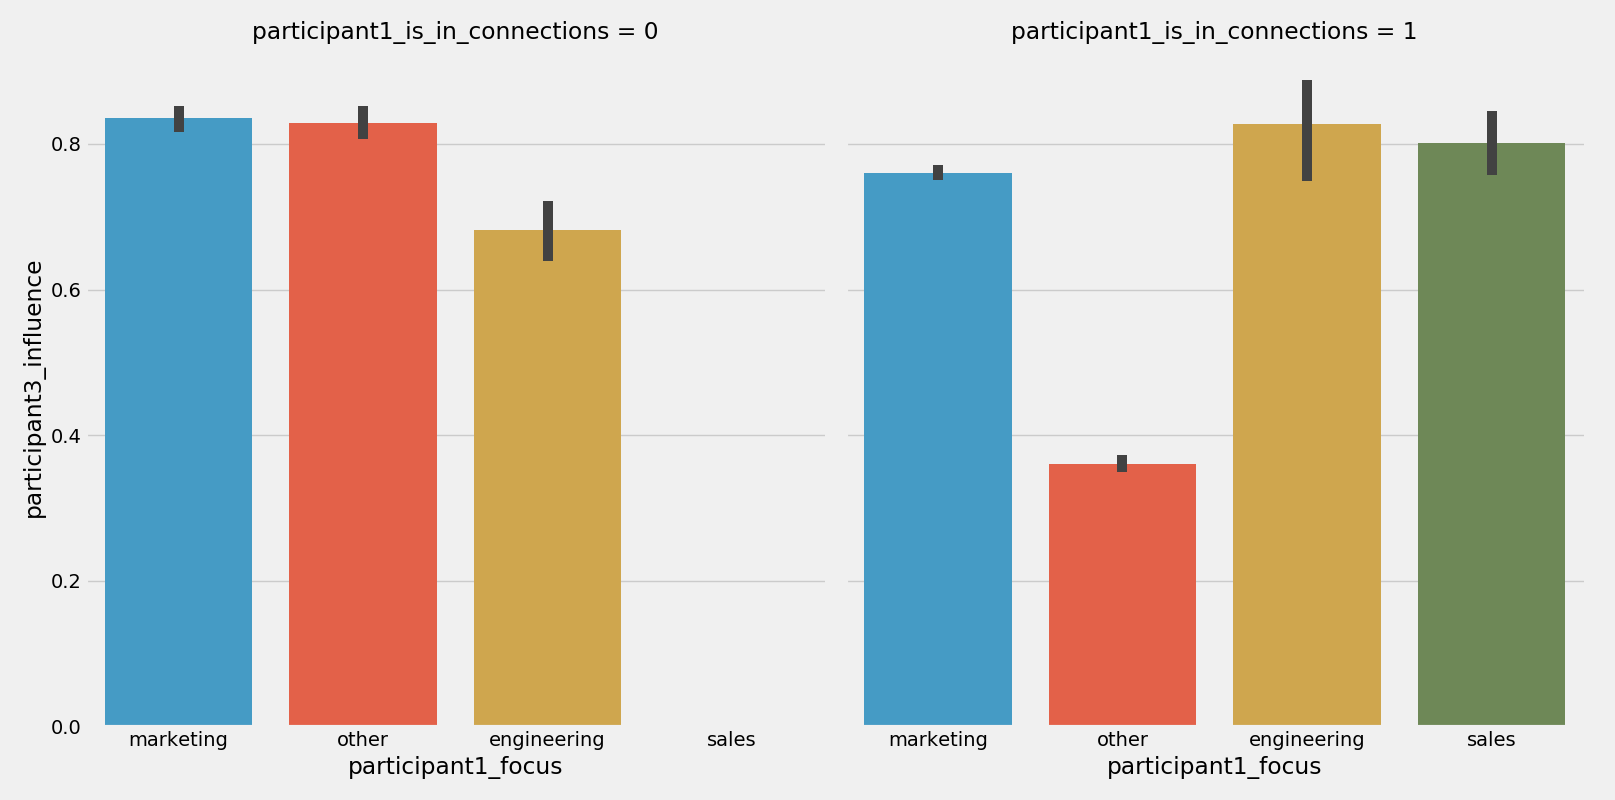 participant1_is_in_connections = 0
participant1_is_in_connections = 1
participant3_influence
0.8
0.6
0.4
0.2
0.0
marketing other engineering sales
marketing other engineering sales
participant1_focus
participant1_focus